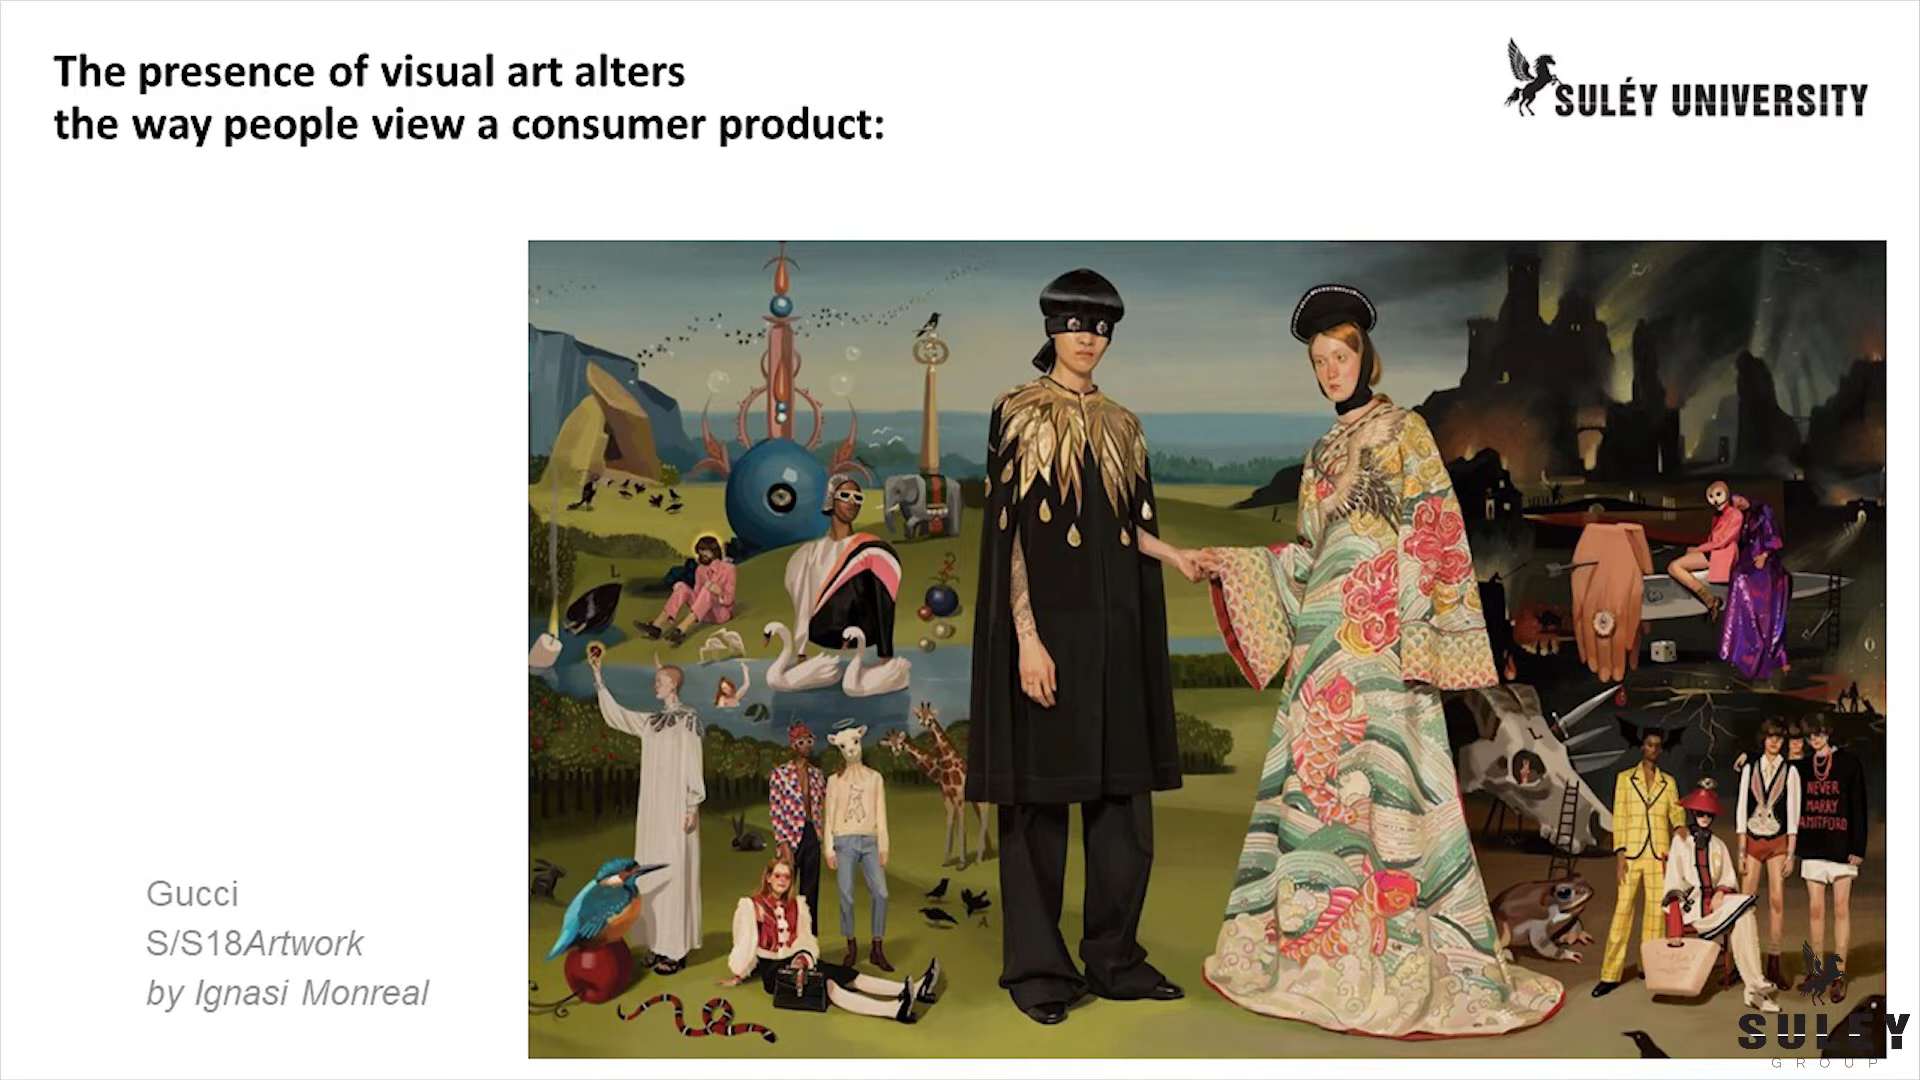 The presence of visual art alters
the way people view a consumer product:
SULÉY UNIVERSITY
Gucci
S/S18Artwork
by Ignasi Monreal
NEVER
MARRY
AMITFORD
SULEY
GROUP